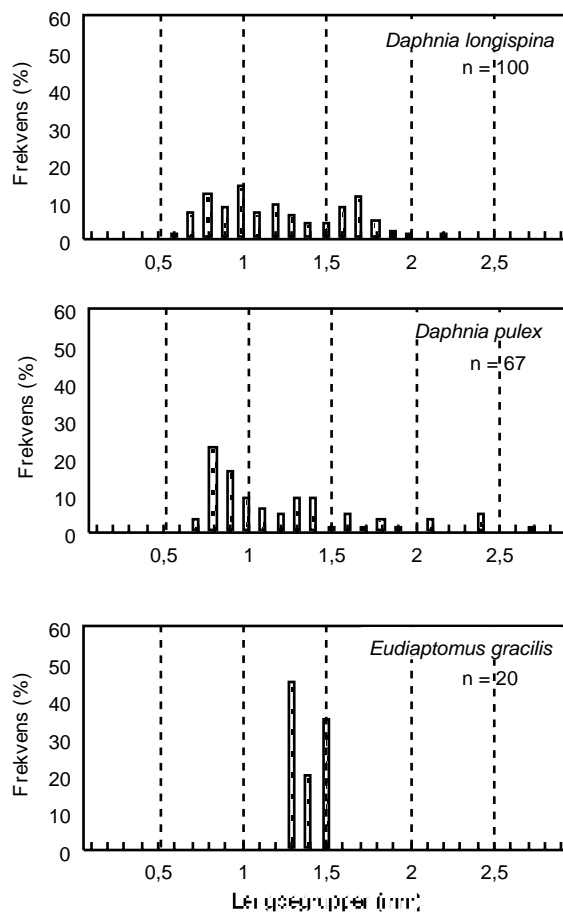 60
50
40
30
20
10
0
Frekvens (%)
Daphnia longispina
n = 100
0,5 1 1,5 2 2,5
60
50
40
30
20
10
0
Frekvens (%)
Daphnia pulex
n = 67
0,5 1 1,5 2 2,5
60
50
40
30
20
10
0
Frekvens (%)
Eudiaptomus gracilis
n = 20
0,5 1 1,5 2 2,5
Lengdegrupper (mm)